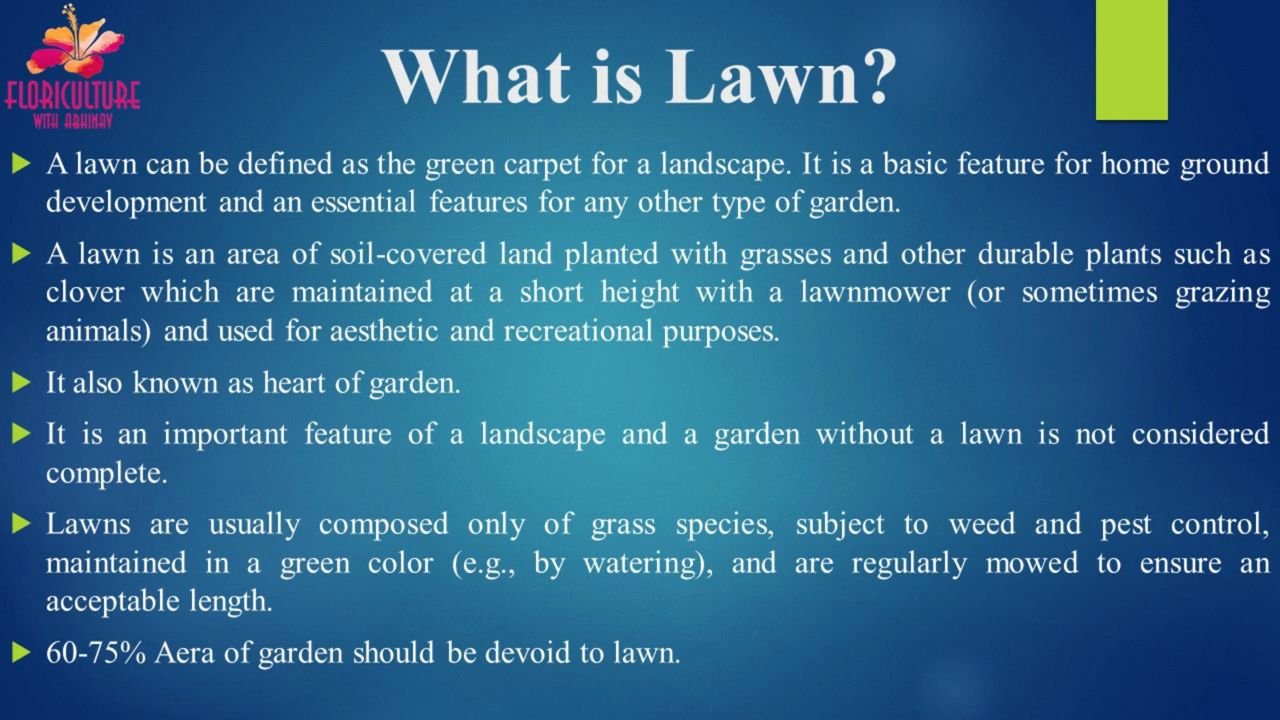 FLORICULTURE
WITH ABHINAV
What is Lawn?
A lawn can be defined as the green carpet for a landscape. It is a basic feature for home ground
development and an essential features for any other type of garden.
A lawn is an area of soil-covered land planted with grasses and other durable plants such as
clover which are maintained at a short height with a lawnmower (or sometimes grazing
animals) and used for aesthetic and recreational purposes.
It also known as heart of garden.
It is an important feature of a landscape and a garden without a lawn is not considered
complete.
Lawns are usually composed only of grass species, subject to weed and pest control,
maintained in a green color (e.g., by watering), and are regularly mowed to ensure an
acceptable length.
60-75% Aera of garden should be devoid to lawn.